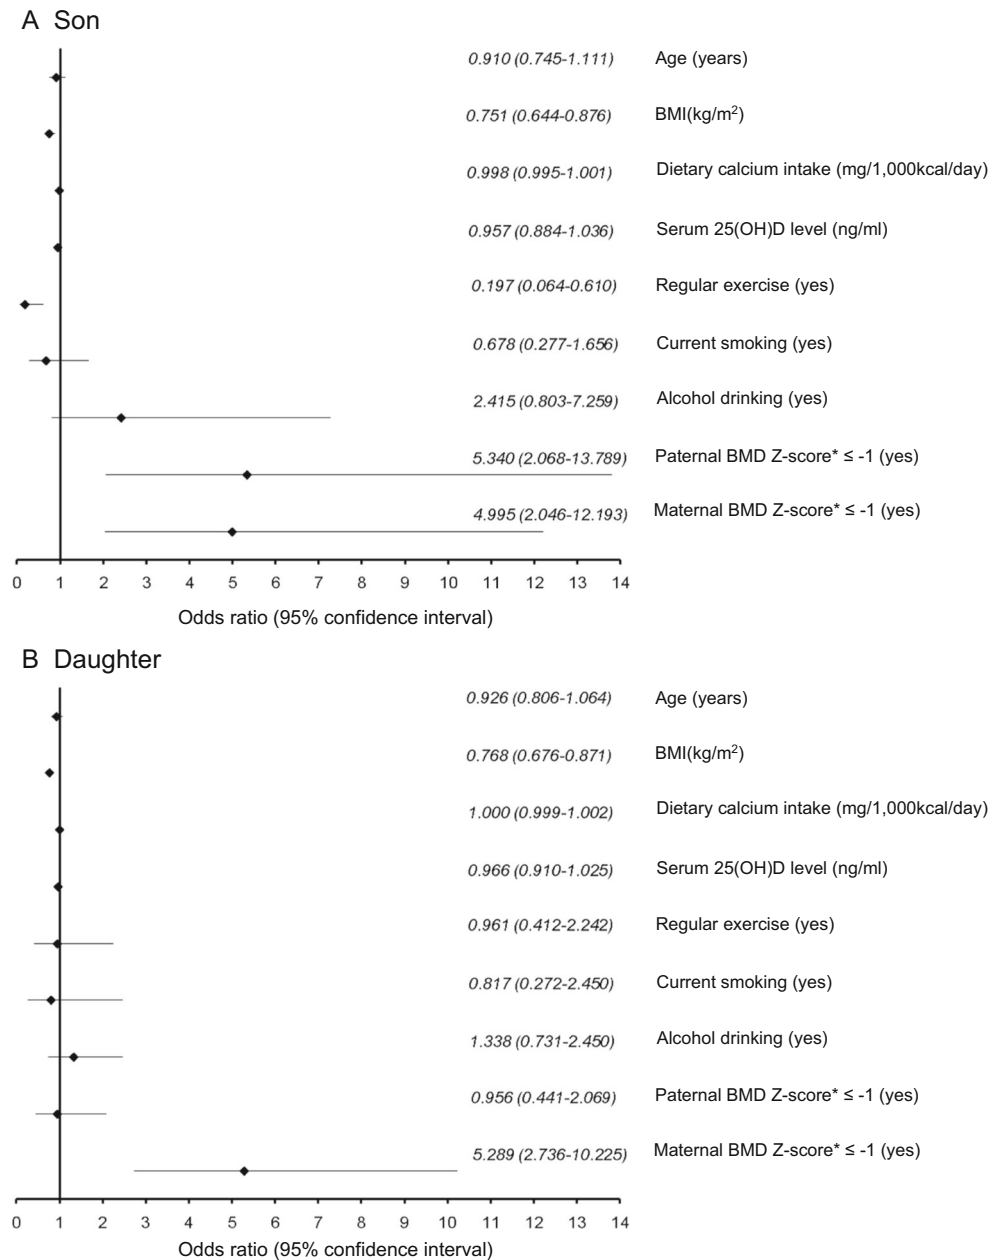 A Son
0.910 (0.745-1.111) Age (years)
0.751 (0.644-0.876) BMI(kg/m²)
0.998 (0.995-1.001) Dietary calcium intake (mg/1,000kcal/day)
0.957 (0.884-1.036) Serum 25(OH)D level (ng/ml)
0.197 (0.064-0.610) Regular exercise (yes)
0.678 (0.277-1.656) Current smoking (yes)
2.415 (0.803-7.259) Alcohol drinking (yes)
5.340 (2.068-13.789) Paternal BMD Z-score* ≤ -1 (yes)
4.995 (2.046-12.193) Maternal BMD Z-score* ≤ -1 (yes)
0 1 2 3 4 5 6 7 8 9 10 11 12 13 14
Odds ratio (95% confidence interval)
B Daughter
0.926 (0.806-1.064) Age (years)
0.768 (0.676-0.871) BMI(kg/m²)
1.000 (0.999-1.002) Dietary calcium intake (mg/1,000kcal/day)
0.966 (0.910-1.025) Serum 25(OH)D level (ng/ml)
0.961 (0.412-2.242) Regular exercise (yes)
0.817 (0.272-2.450) Current smoking (yes)
1.338 (0.731-2.450) Alcohol drinking (yes)
0.956 (0.441-2.069) Paternal BMD Z-score* ≤ -1 (yes)
5.289 (2.736-10.225) Maternal BMD Z-score* ≤ -1 (yes)
0 1 2 3 4 5 6 7 8 9 10 11 12 13 14
Odds ratio (95% confidence interval)